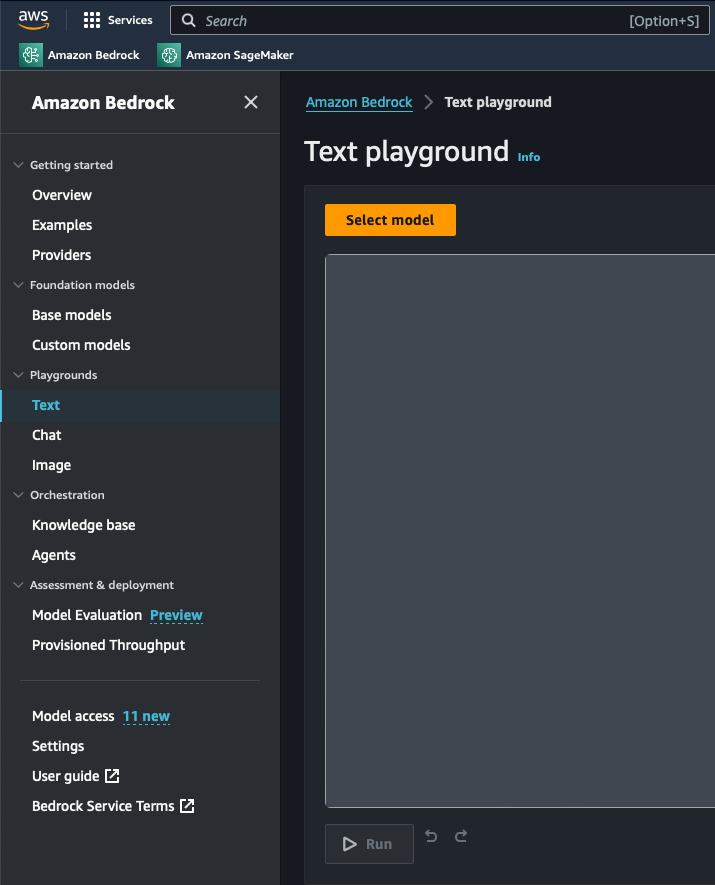 aws
Services
Search
[Option+S]
Amazon Bedrock
Amazon SageMaker
Amazon Bedrock
Getting started
Overview
Examples
Providers
Foundation models
Base models
Custom models
Playgrounds
Text
Chat
Image
Orchestration
Knowledge base
Agents
Assessment & deployment
Model Evaluation Preview
Provisioned Throughput
Model access 11 new
Settings
User guide
Bedrock Service Terms
Amazon Bedrock
Text playground
Text playground Info
Select model
Run